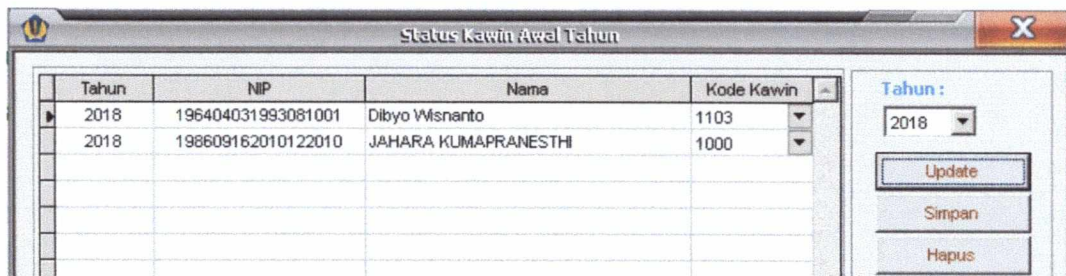 Status Kawin Awal Tahun
Tahun NIP Nama Kode Kawin
2018 196404031993081001 Dibyo Wisnanto 1103
2018 198609162010122010 JAHARA KUMAPRANESTHI 1000
Tahun :
2018
Update
Simpan
Hapus